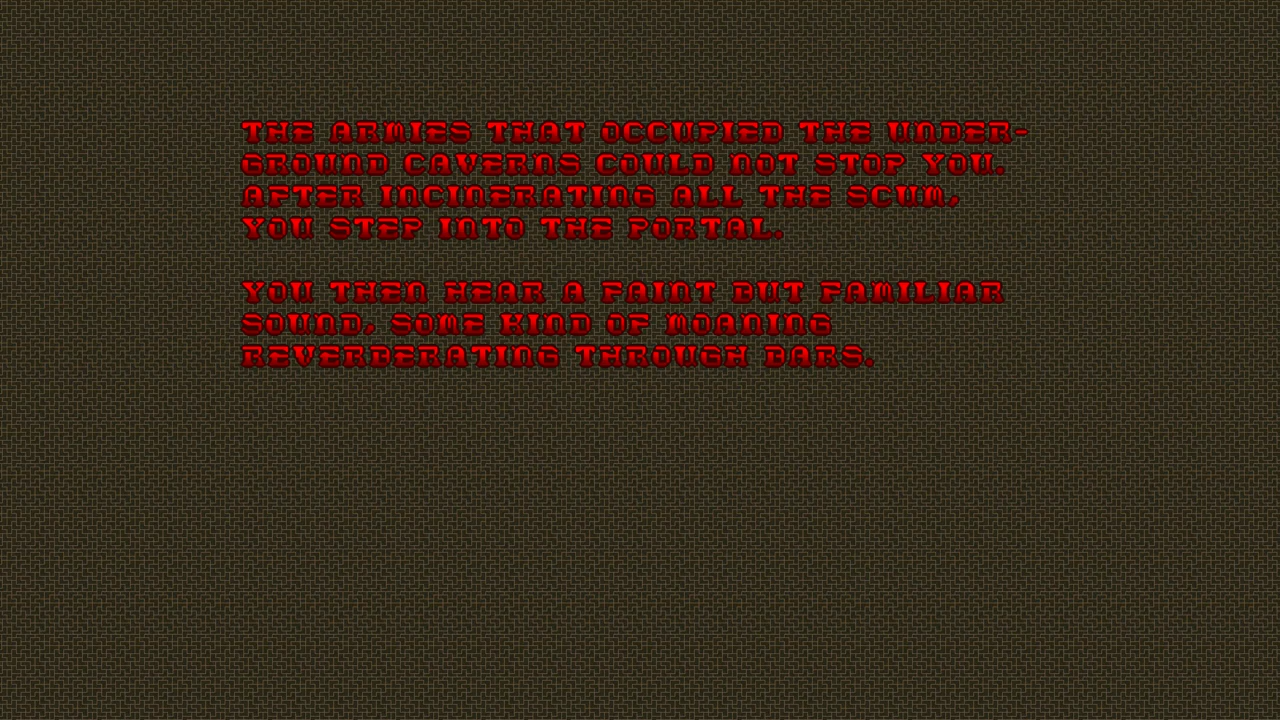 THE ARMIES THAT OCCUPIED THE UNDER-
GROUND CAVERNS COULD NOT STOP YOU.
AFTER INCINERATING ALL THE SCUM,
YOU STEP INTO THE PORTAL.
YOU THEN HEAR A FAINT BUT FAMILIAR
SOUND, SOME KIND OF MOANING
REVERBERATING THROUGH BARS.